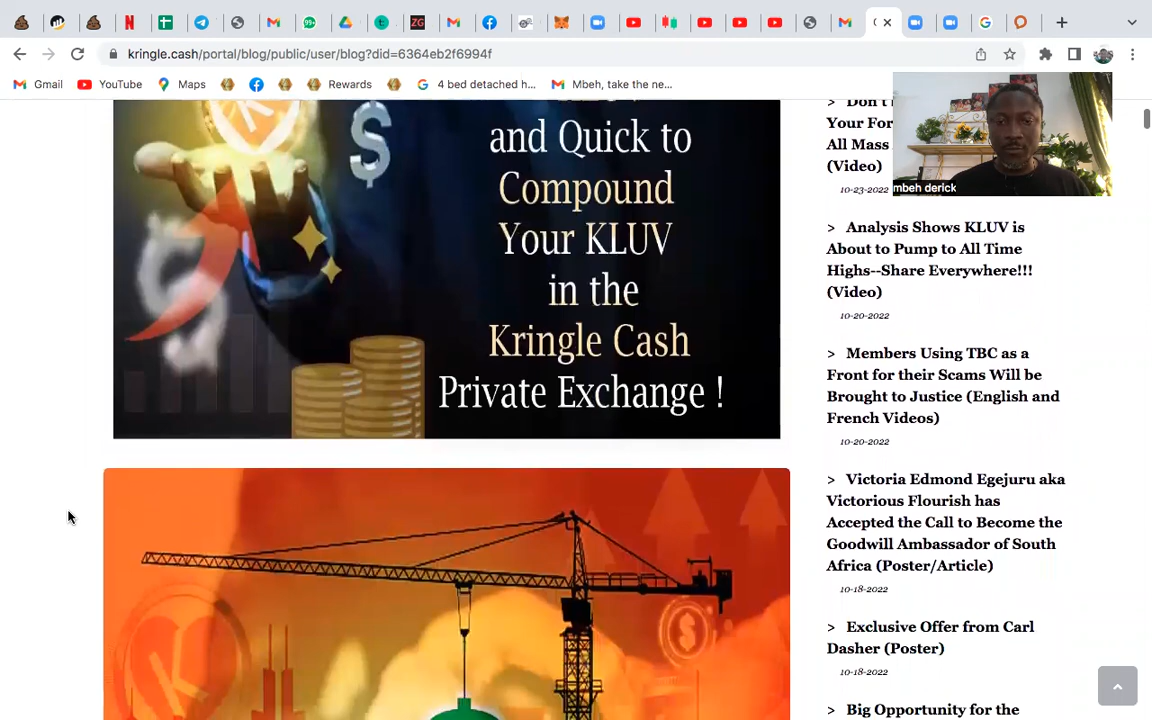 99+
ZG
kringle.cash/portal/blog/public/user/blog?did=6364eb2f6994f
Gmail
YouTube
Maps
Rewards
4 bed detached h...
Mbeh, take the ne...
and Quick to
Compound
Your KLUV
in the
Kringle Cash
Private Exchange !
$
K
Your For
All Mass
(Video)
10-23-2022
mbeh derick
> Analysis Shows KLUV is
About to Pump to All Time
Highs--Share Everywhere!!!
(Video)
10-20-2022
> Members Using TBC as a
Front for their Scams Will be
Brought to Justice (English and
French Videos)
10-20-2022
> Victoria Edmond Egejuru aka
Victorious Flourish has
Accepted the Call to Become the
Goodwill Ambassador of South
Africa (Poster/Article)
10-18-2022
> Exclusive Offer from Carl
Dasher (Poster)
10-18-2022
> Big Opportunity for the